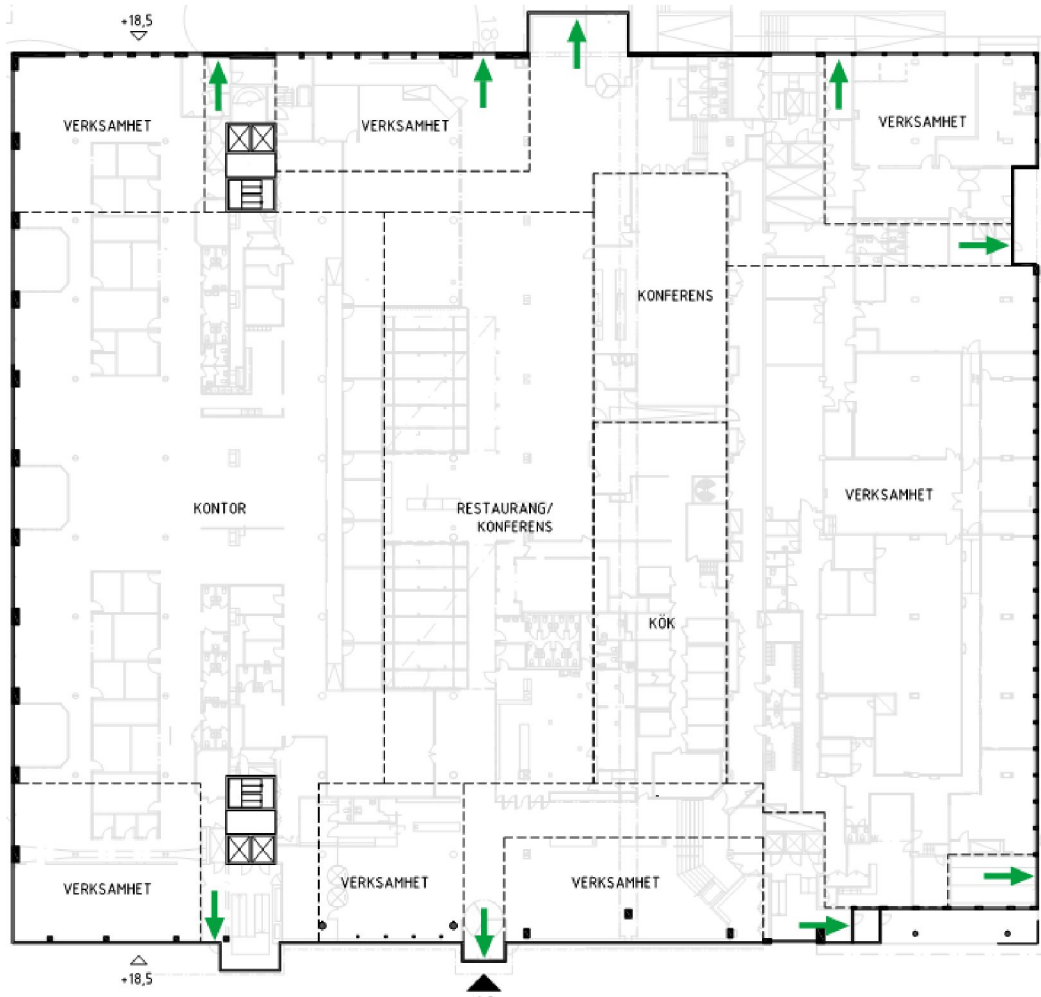 +18,5
VERKSAMHET
VERKSAMHET
VERKSAMHET
KONFERENS
KONTOR
RESTAURANG/
KONFERENS
VERKSAMHET
KÖK
VERKSAMHET
VERKSAMHET
VERKSAMHET
+18,5